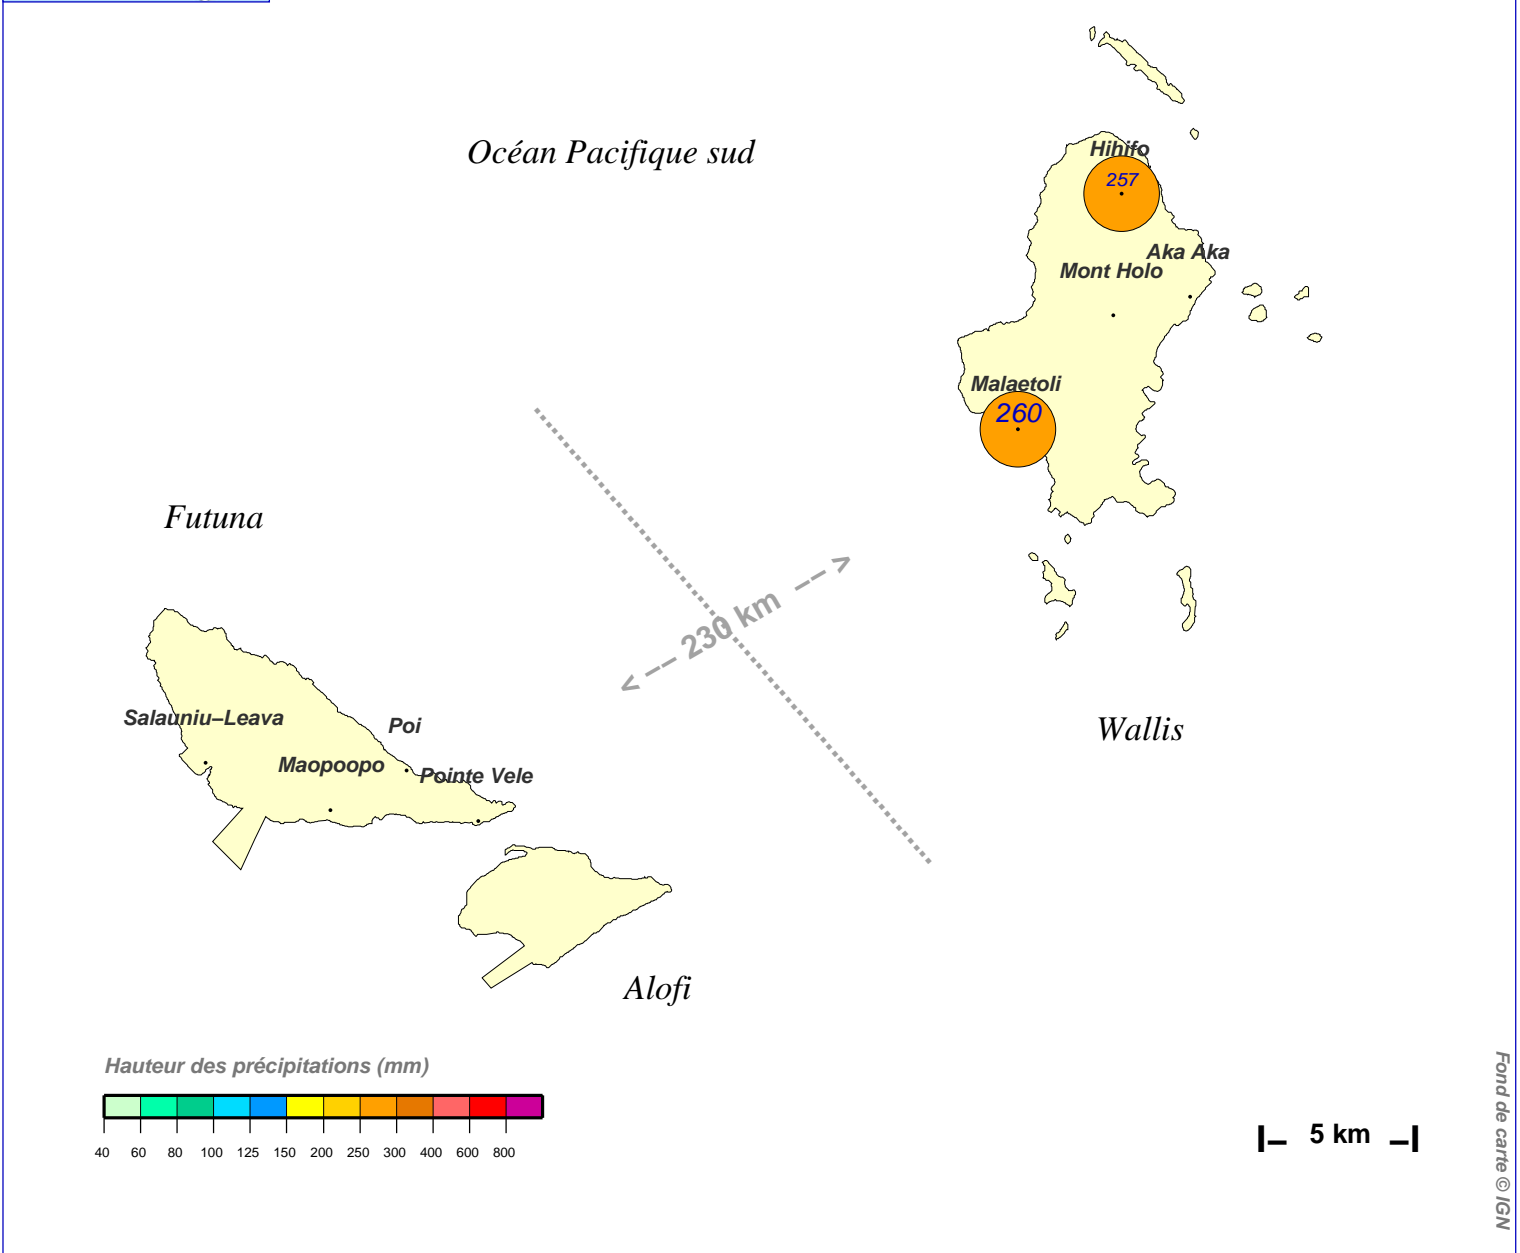 Océan Pacifique sud
Hihifo
257
Aka Aka
Mont Holo
Malaetoli
260
Futuna
230 km
Salauniu–Leava
Poi
Maopoopo
Pointe Vele
Wallis
Alofi
Hauteur des précipitations (mm)
40 60 80 100 125 150 200 250 300 400 600 800
5 km
Fond de carte © IGN